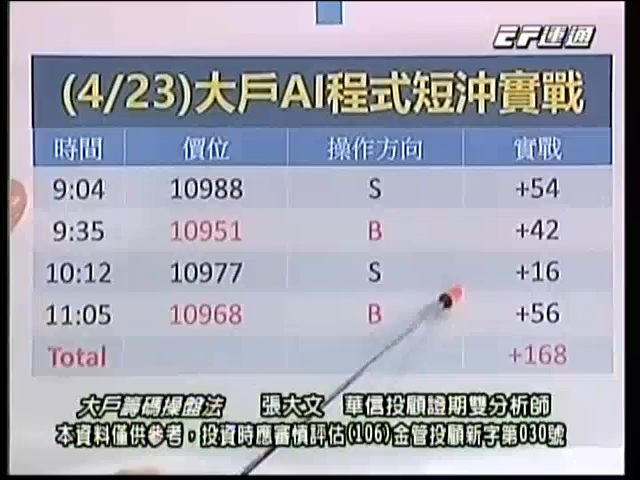 EF運通
(4/23)大戶AI程式短沖實戰
時間 價位 操作方向 實戰
9:04 10988 S +54
9:35 10951 B +42
10:12 10977 S +16
11:05 10968 B +56
Total +168
大戶籌碼操盤法 張大文 華信投顧證期雙分析師
本資料僅供參考，投資時應審慎評估(106)金管投顧新字第030號